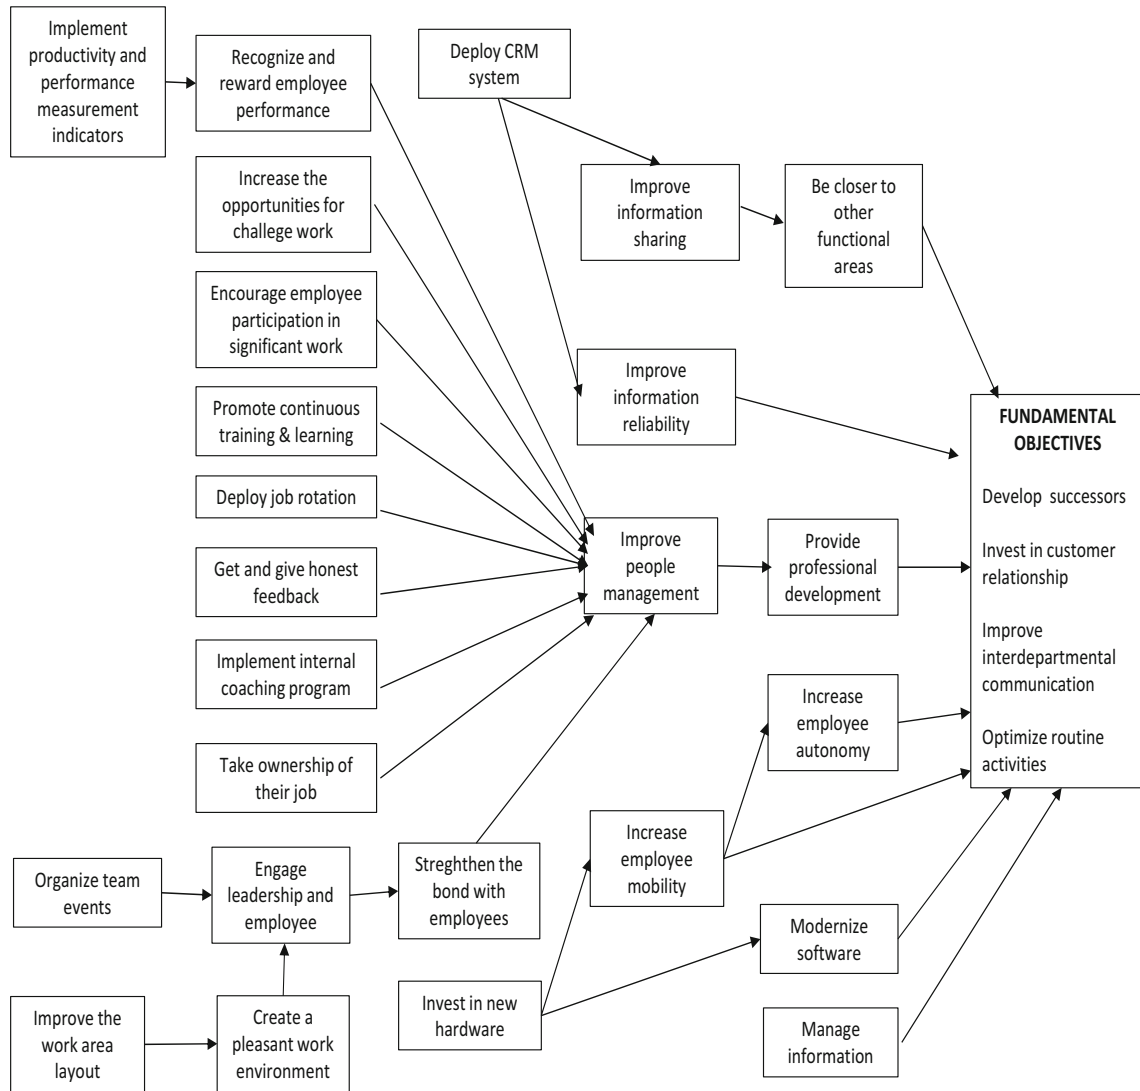 Implement
productivity and
performance
measurement
indicators
Recognize and
reward employee
performance
Deploy CRM
system
Increase the
opportunities for
challege work
Improve
information
sharing
Be closer to
other
functional
areas
Encourage employee
participation in
significant work
Improve
information
reliability
Promote continuous
training & learning
Deploy job rotation
Get and give honest
feedback
Implement internal
coaching program
Take ownership of
their job
Improve
people
management
Provide
professional
development
FUNDAMENTAL
OBJECTIVES
Develop successors
Invest in customer
relationship
Improve
interdepartmental
communication
Optimize routine
activities
Increase
employee
autonomy
Organize team
events
Engage
leadership and
employee
Streghthen the
bond with
employees
Increase
employee
mobility
Modernize
software
Improve the
work area
layout
Create a
pleasant work
environment
Invest in new
hardware
Manage
information